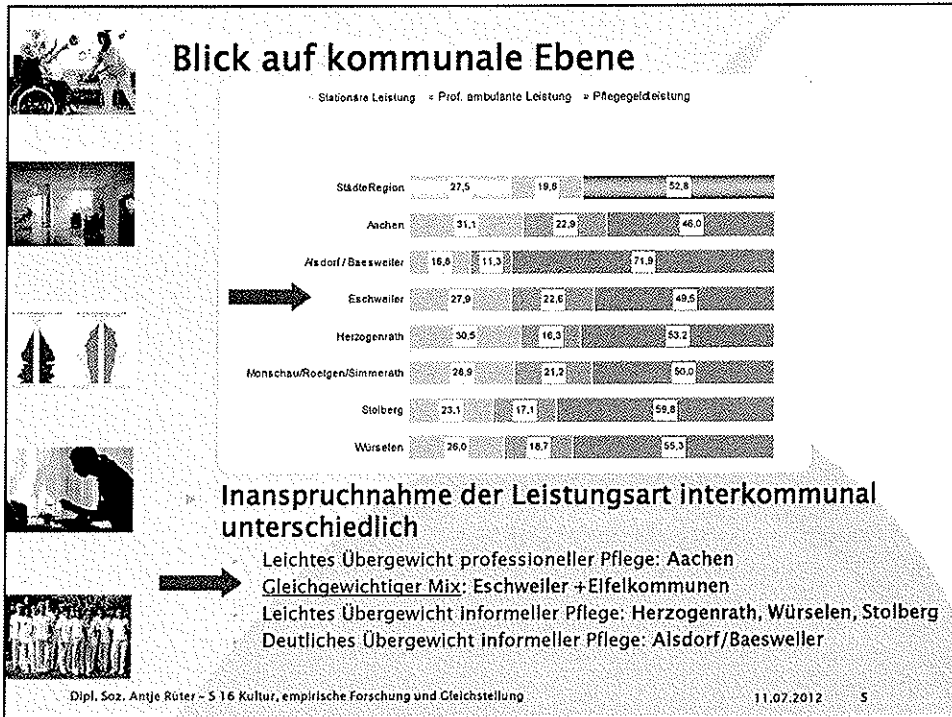 Blick auf kommunale Ebene
Stationäre Leistung Prof. ambulante Leistung Pflegegeldleistung
StädteRegion 27,5 19,6 52,8
Aachen 31,1 22,9 46,0
Alsdorf / Baesweiler 16,8 11,3 71,9
Eschweiler 27,9 22,6 49,5
Herzogenrath 30,5 16,3 53,2
Monschau/Roetgen/Simmerath 28,9 21,2 50,0
Stolberg 23,1 17,1 59,8
Würselen 26,0 18,7 55,3
Inanspruchnahme der Leistungsart interkommunal
unterschiedlich
Leichtes Übergewicht professioneller Pflege: Aachen
Gleichgewichtiger Mix: Eschweiler +Eifelkommunen
Leichtes Übergewicht informeller Pflege: Herzogenrath, Würselen, Stolberg
Deutliches Übergewicht informeller Pflege: Alsdorf/Baesweiler
Dipl. Soz. Antje Rüter – S 16 Kultur, empirische Forschung und Gleichstellung 11.07.2012 5